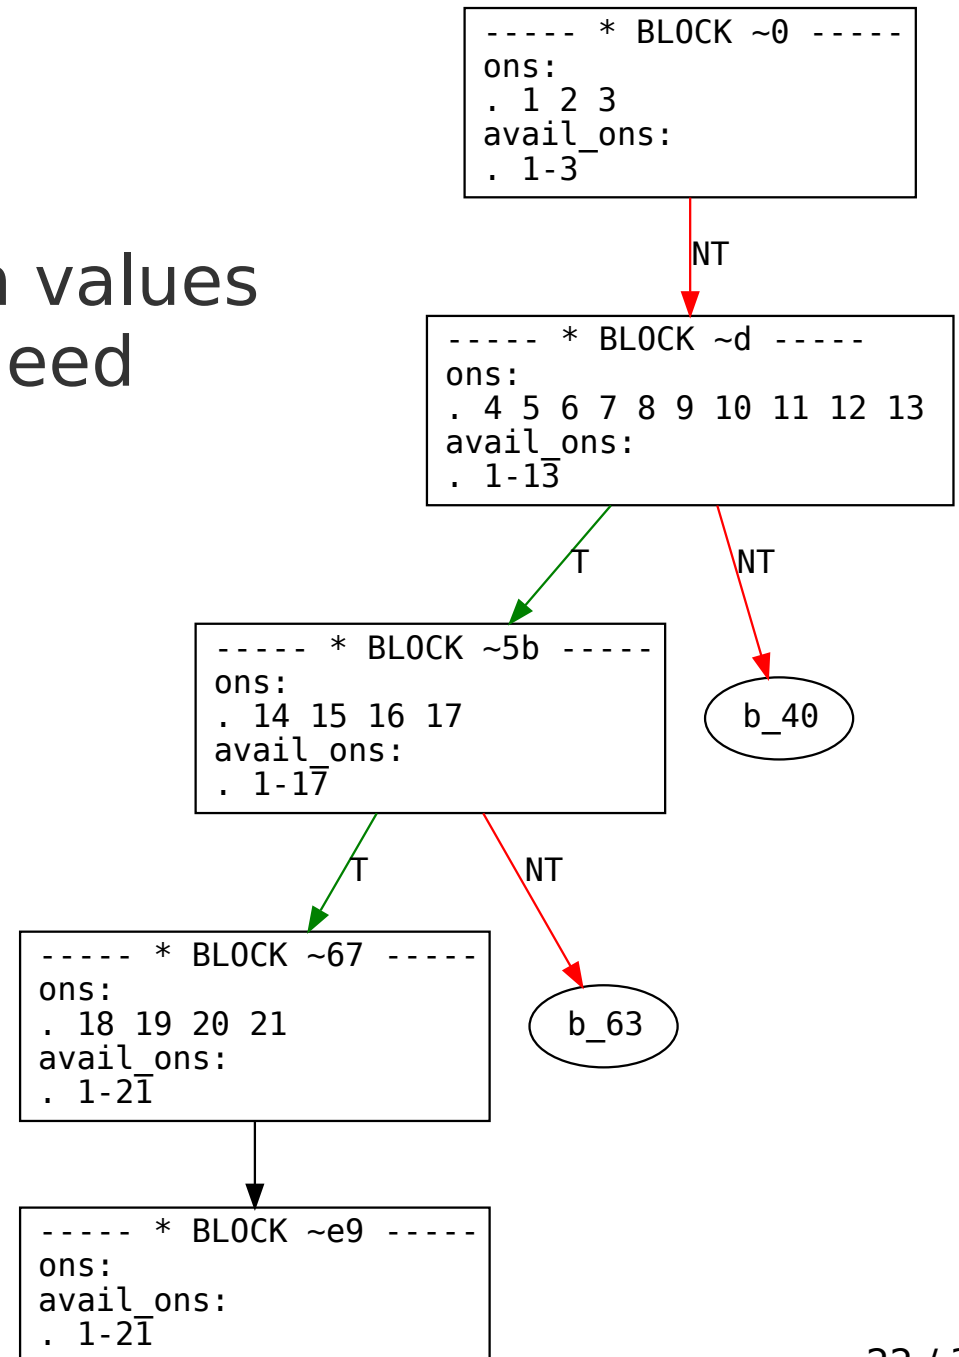 ----- * BLOCK ~0 -----
ons:
. 1 2 3
avail_ons:
. 1-3
NT
values
eed
----- * BLOCK ~d -----
ons:
. 4 5 6 7 8 9 10 11 12 13
avail_ons:
. 1-13
T
NT
----- * BLOCK ~5b -----
ons:
. 14 15 16 17
avail_ons:
. 1-17
b_40
T
NT
----- * BLOCK ~67 -----
ons:
. 18 19 20 21
avail_ons:
. 1-21
b_63
----- * BLOCK ~e9 -----
ons:
avail_ons:
. 1-21